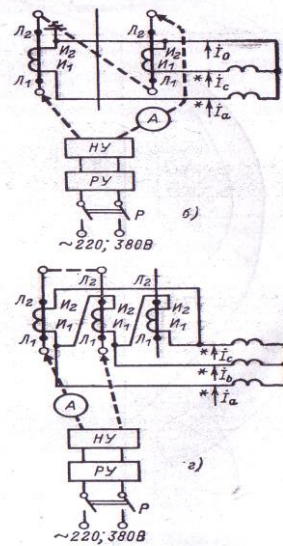 Л2 И2 И2 Л2 İ0
И1 И1 * İc
Л1 Л1 * İa
А
НУ
РУ
Р
~220; 380В б)
Л2 Л2 Л2
И2 И2 И2
Л1 И1 Л1 И1 И1
* İc
* İb
А * İa
НУ
РУ г)
Р
~220; 380В